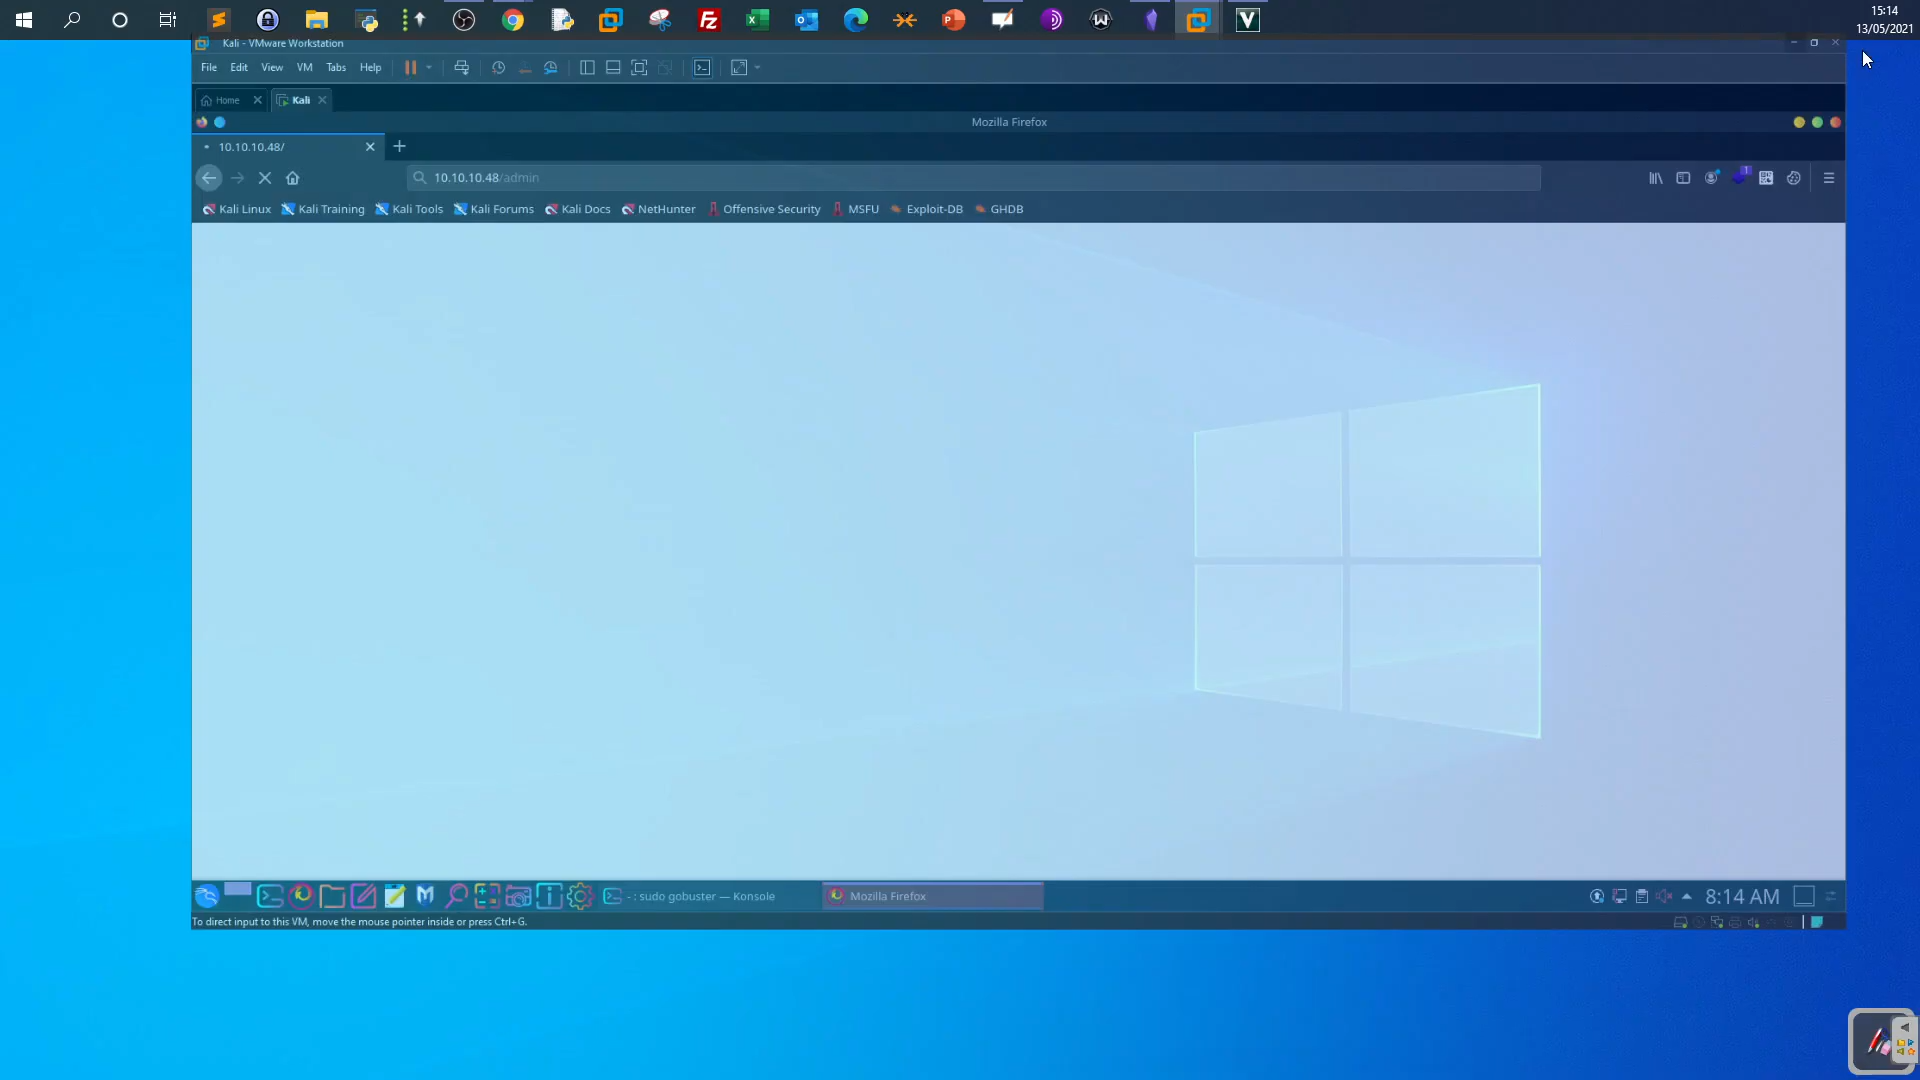 15:14
13/05/2021
Kali - VMware Workstation
File Edit View VM Tabs Help
Home Kali
Mozilla Firefox
10.10.10.48/
10.10.10.48/admin
1
Kali Linux Kali Training Kali Tools Kali Forums Kali Docs NetHunter Offensive Security MSFU Exploit-DB GHDB
- : sudo gobuster — Konsole Mozilla Firefox 8:14 AM
To direct input to this VM, move the mouse pointer inside or press Ctrl+G.